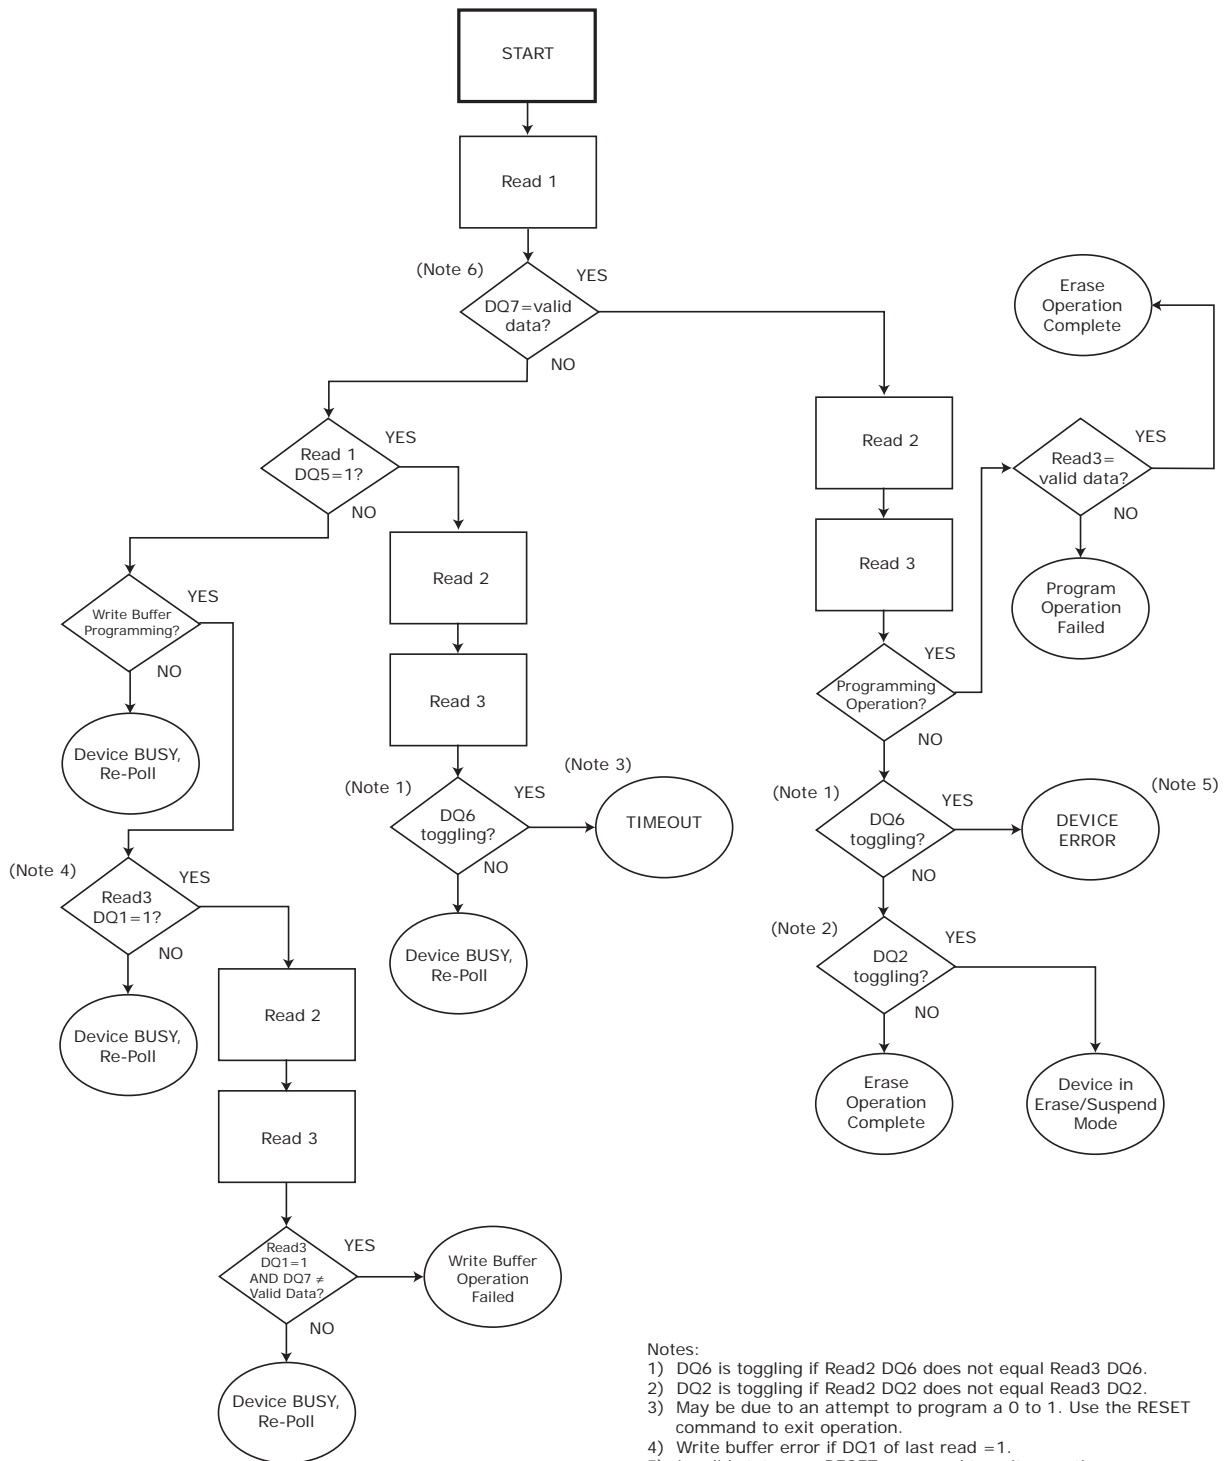 START
Read 1
(Note 6)
YES
DQ7=valid
data?
NO
Erase
Operation
Complete
Read 1
DQ5=1?
YES
NO
Read 2
Read3=
valid data?
YES
NO
Read 2
Read 3
Program
Operation
Failed
Write Buffer
Programming?
YES
NO
Read 3
Programming
Operation?
YES
NO
Device BUSY,
Re-Poll
(Note 1)
DQ6
toggling?
YES
NO
(Note 3)
TIMEOUT
(Note 1)
DQ6
toggling?
YES
NO
DEVICE
ERROR
(Note 5)
(Note 4)
Read3
DQ1=1?
YES
NO
Device BUSY,
Re-Poll
(Note 2)
DQ2
toggling?
YES
NO
Device BUSY,
Re-Poll
Read 2
Erase
Operation
Complete
Device in
Erase/Suspend
Mode
Read 3
Read3
DQ1=1
AND DQ7 ≠
Valid Data?
YES
NO
Write Buffer
Operation
Failed
Device BUSY,
Re-Poll
Notes:
1) DQ6 is toggling if Read2 DQ6 does not equal Read3 DQ6.
2) DQ2 is toggling if Read2 DQ2 does not equal Read3 DQ2.
3) May be due to an attempt to program a 0 to 1. Use the RESET
command to exit operation.
4) Write buffer error if DQ1 of last read =1.